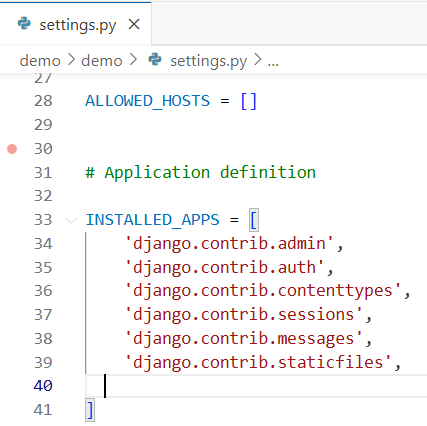 settings.py ×
demo > demo > settings.py > ...
27
28 ALLOWED_HOSTS = []
29
30
31 # Application definition
32
33 INSTALLED_APPS = [
34 'django.contrib.admin',
35 'django.contrib.auth',
36 'django.contrib.contenttypes',
37 'django.contrib.sessions',
38 'django.contrib.messages',
39 'django.contrib.staticfiles',
40
41 ]